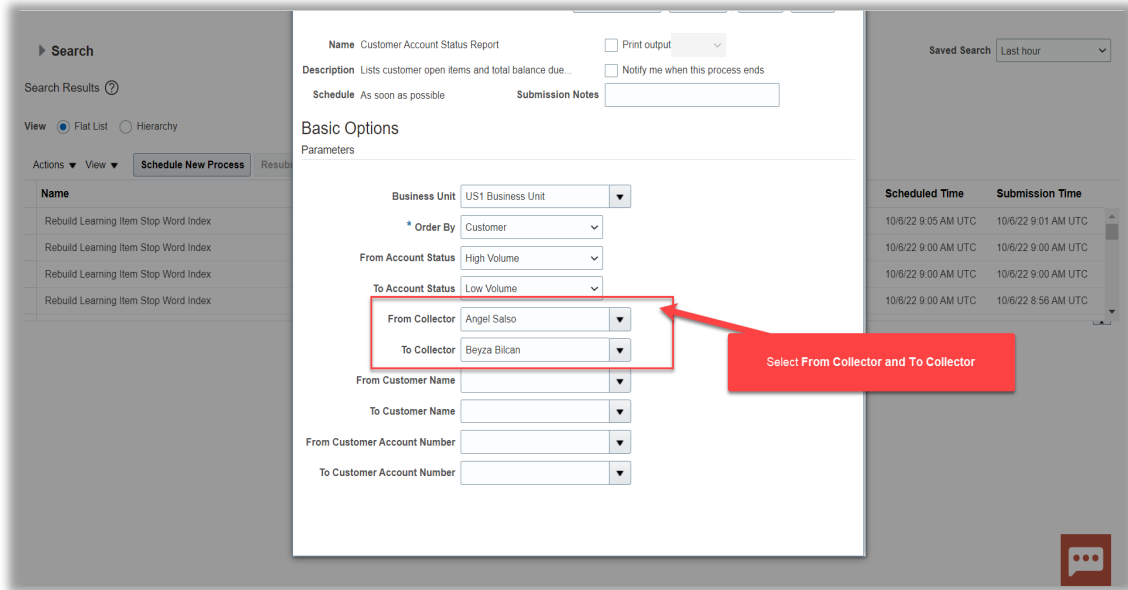 Search
Saved Search Last hour
Search Results ?
View Flat List Hierarchy
Actions View Schedule New Process
Name Scheduled Time Submission Time
Rebuild Learning Item Stop Word Index 10/6/22 9:05 AM UTC 10/6/22 9:01 AM UTC
Rebuild Learning Item Stop Word Index 10/6/22 9:00 AM UTC 10/6/22 9:00 AM UTC
Rebuild Learning Item Stop Word Index 10/6/22 9:00 AM UTC 10/6/22 9:00 AM UTC
Rebuild Learning Item Stop Word Index 10/6/22 9:00 AM UTC 10/6/22 8:56 AM UTC
Name Customer Account Status Report Print output
Description Lists customer open items and total balance due... Notify me when this process ends
Schedule As soon as possible Submission Notes
Basic Options
Parameters
Business Unit US1 Business Unit
* Order By Customer
From Account Status High Volume
To Account Status Low Volume
From Collector Angel Salso
To Collector Beyza Bilcan
From Customer Name
To Customer Name
From Customer Account Number
To Customer Account Number
Select From Collector and To Collector